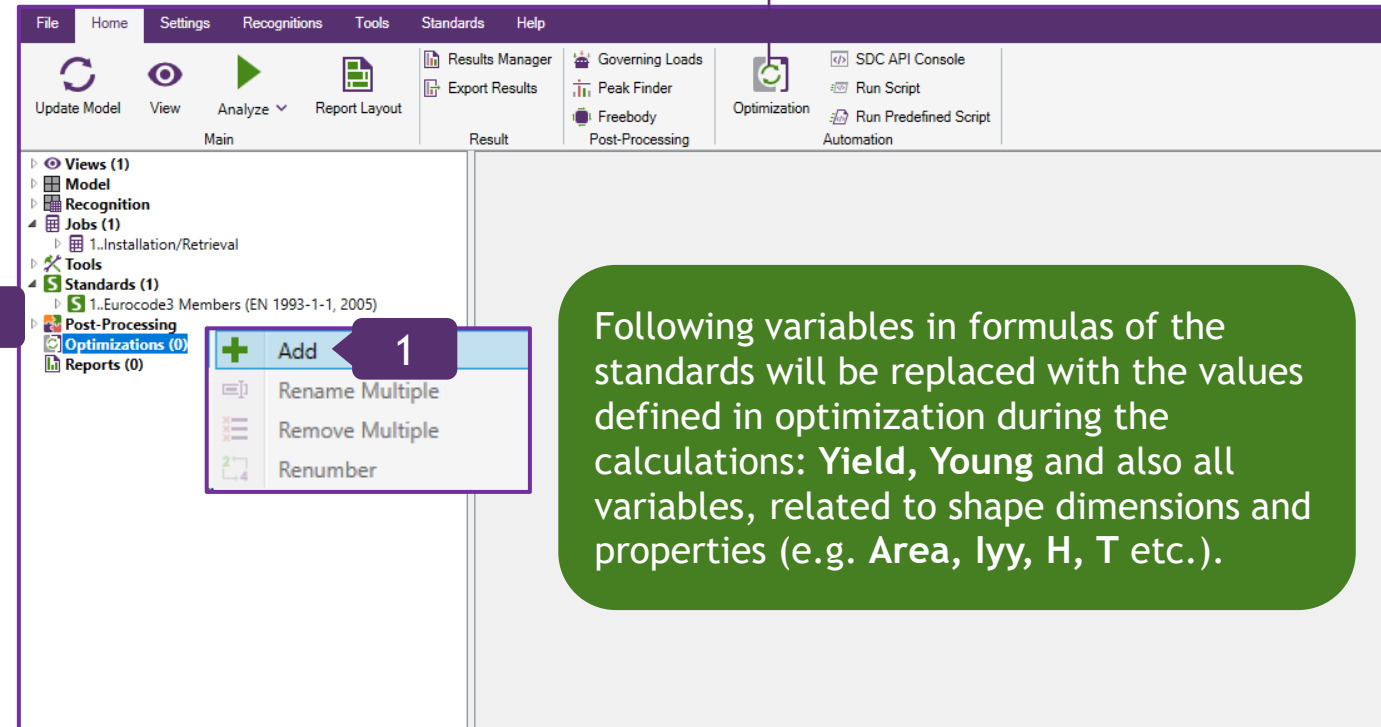 File Home Settings Recognitions Tools Standards Help
Results Manager
Export Results
Governing Loads
Peak Finder
Freebody
SDC API Console
Run Script
Run Predefined Script
Update Model View Analyze Report Layout Optimization
Main Result Post-Processing Automation
Views (1)
Model
Recognition
Jobs (1)
1..Installation/Retrieval
Tools
Standards (1)
1..Eurocode3 Members (EN 1993-1-1, 2005)
Post-Processing
Optimizations (0)
Reports (0)
Add 1
Rename Multiple
Remove Multiple
Renumber
Following variables in formulas of the
standards will be replaced with the values
defined in optimization during the
calculations: Yield, Young and also all
variables, related to shape dimensions and
properties (e.g. Area, Iyy, H, T etc.).